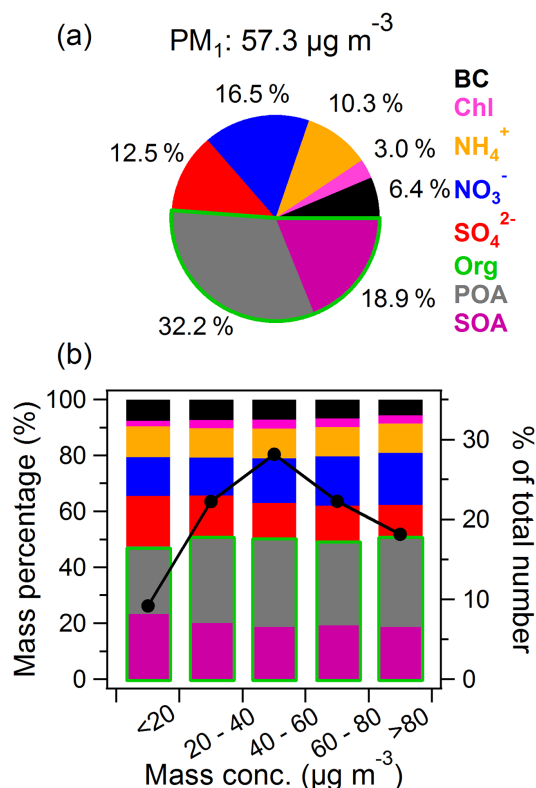 (a) PM₁: 57.3 µg m⁻³
16.5 %
10.3 %
12.5 %
3.0 %
6.4 %
18.9 %
32.2 %
BC
Chl
NH₄⁺
NO₃⁻
SO₄²⁻
Org
POA
SOA
(b)
Mass percentage (%)
100
80
60
40
20
0
% of total number
30
20
10
0
<20
20 - 40
40 - 60
60 - 80
>80
Mass conc. (µg m⁻³)